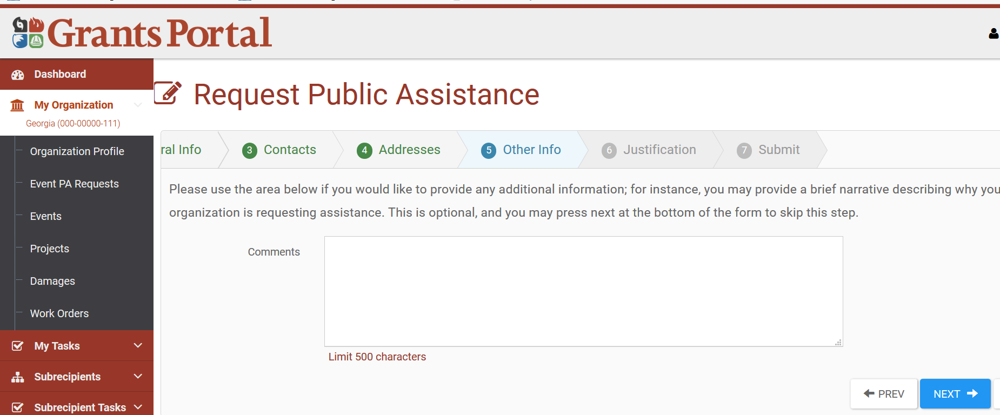 Grants Portal
Dashboard
My Organization
Georgia (000-00000-111)
Organization Profile
Event PA Requests
Events
Projects
Damages
Work Orders
My Tasks
Subrecipients
Subrecipient Tasks
Request Public Assistance
ral Info
3 Contacts
4 Addresses
5 Other Info
6 Justification
7 Submit
Please use the area below if you would like to provide any additional information; for instance, you may provide a brief narrative describing why you
organization is requesting assistance. This is optional, and you may press next at the bottom of the form to skip this step.
Comments
Limit 500 characters
PREV
NEXT